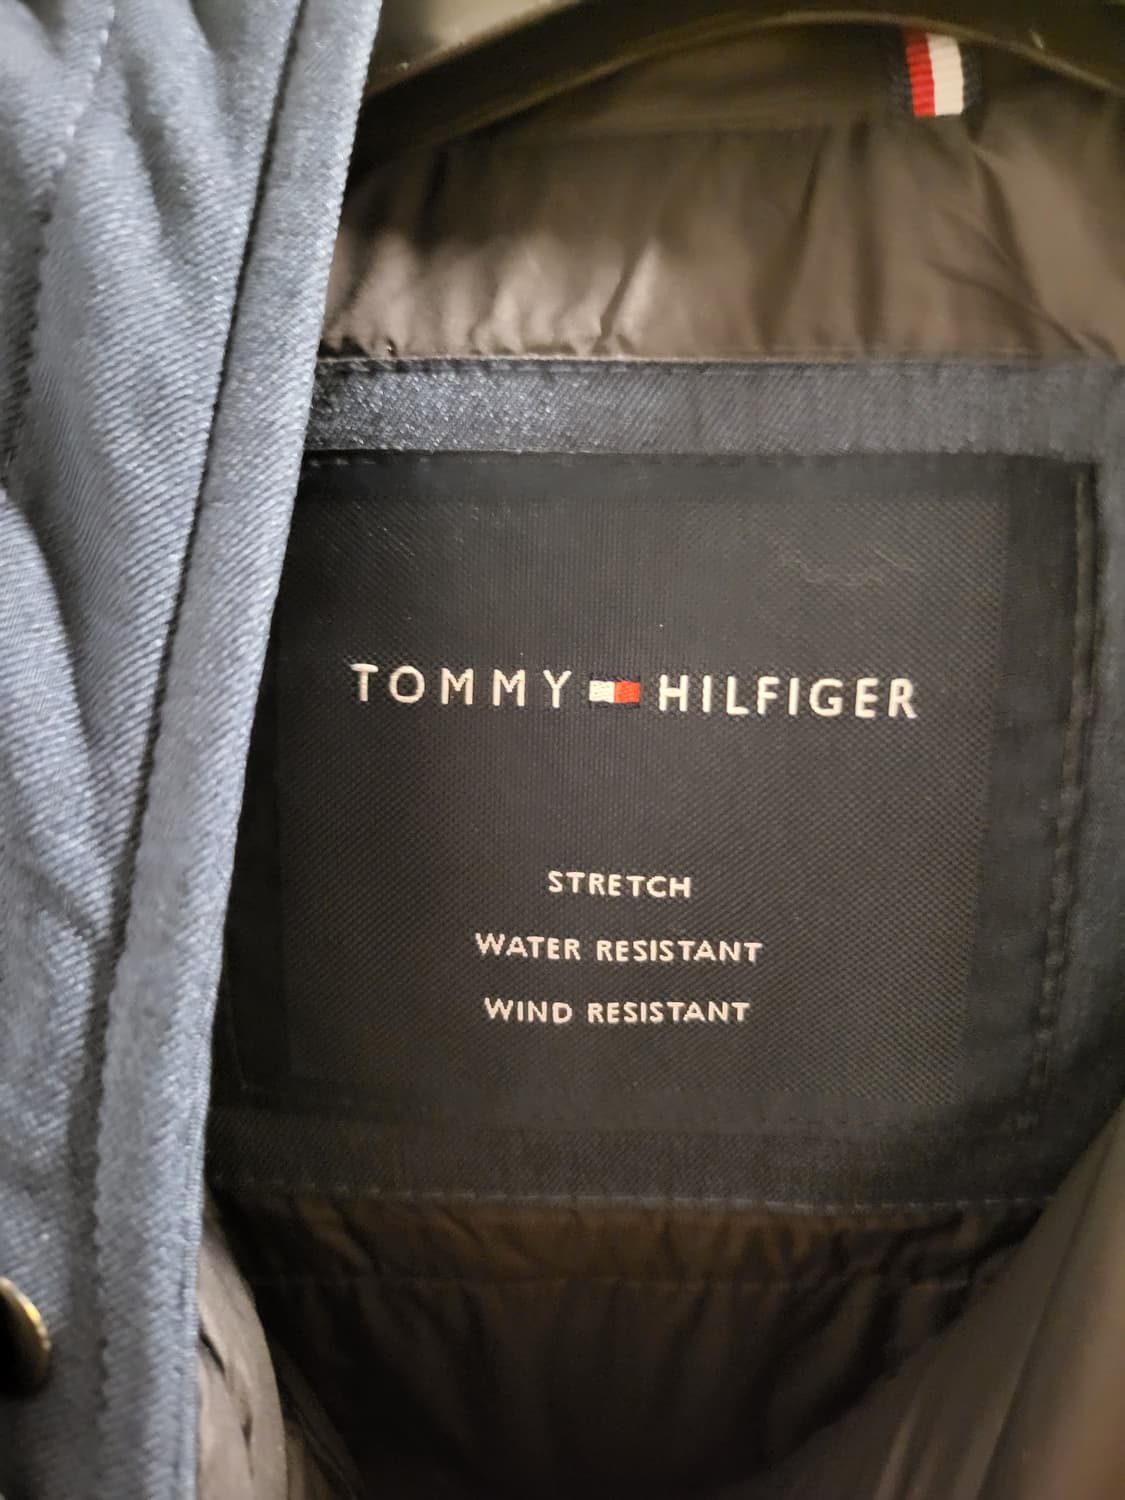 TOMMY HILFIGER
STRETCH
WATER RESISTANT
WIND RESISTANT